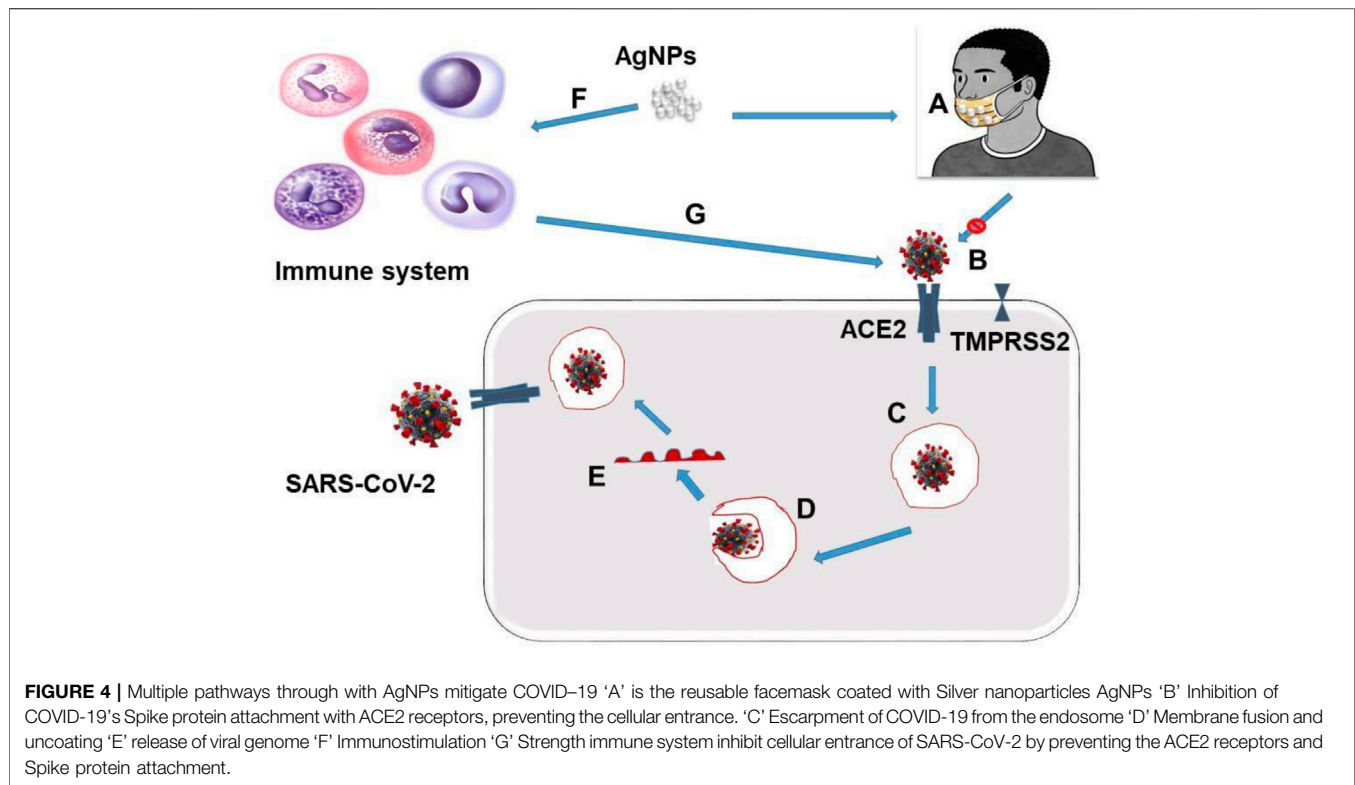 AgNPs
F
A
G
B
Immune system
ACE2
TMPRSS2
C
SARS-CoV-2
E
D
FIGURE 4 | Multiple pathways through with AgNPs mitigate COVID–19 ‘A’ is the reusable facemask coated with Silver nanoparticles AgNPs ‘B’ Inhibition of
COVID-19’s Spike protein attachment with ACE2 receptors, preventing the cellular entrance. ‘C’ Escarpment of COVID-19 from the endosome ‘D’ Membrane fusion and
uncoating ‘E’ release of viral genome ‘F’ Immunostimulation ‘G’ Strength immune system inhibit cellular entrance of SARS-CoV-2 by preventing the ACE2 receptors and
Spike protein attachment.